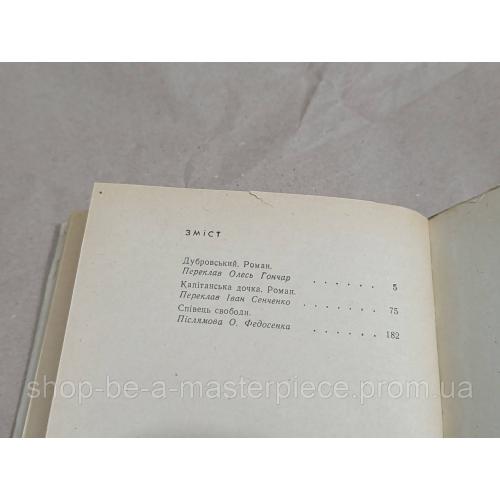 ЗМІСТ
Дубровський. Роман.
Переклав Олесь Гончар . . . . . . 5
Капітанська дочка. Роман.
Переклав Іван Сенченко . . . . . . 75
Співець свободи.
Післямова О. Федосенка . . . . . . 182
shop-be-a-masterpiece.prom.ua